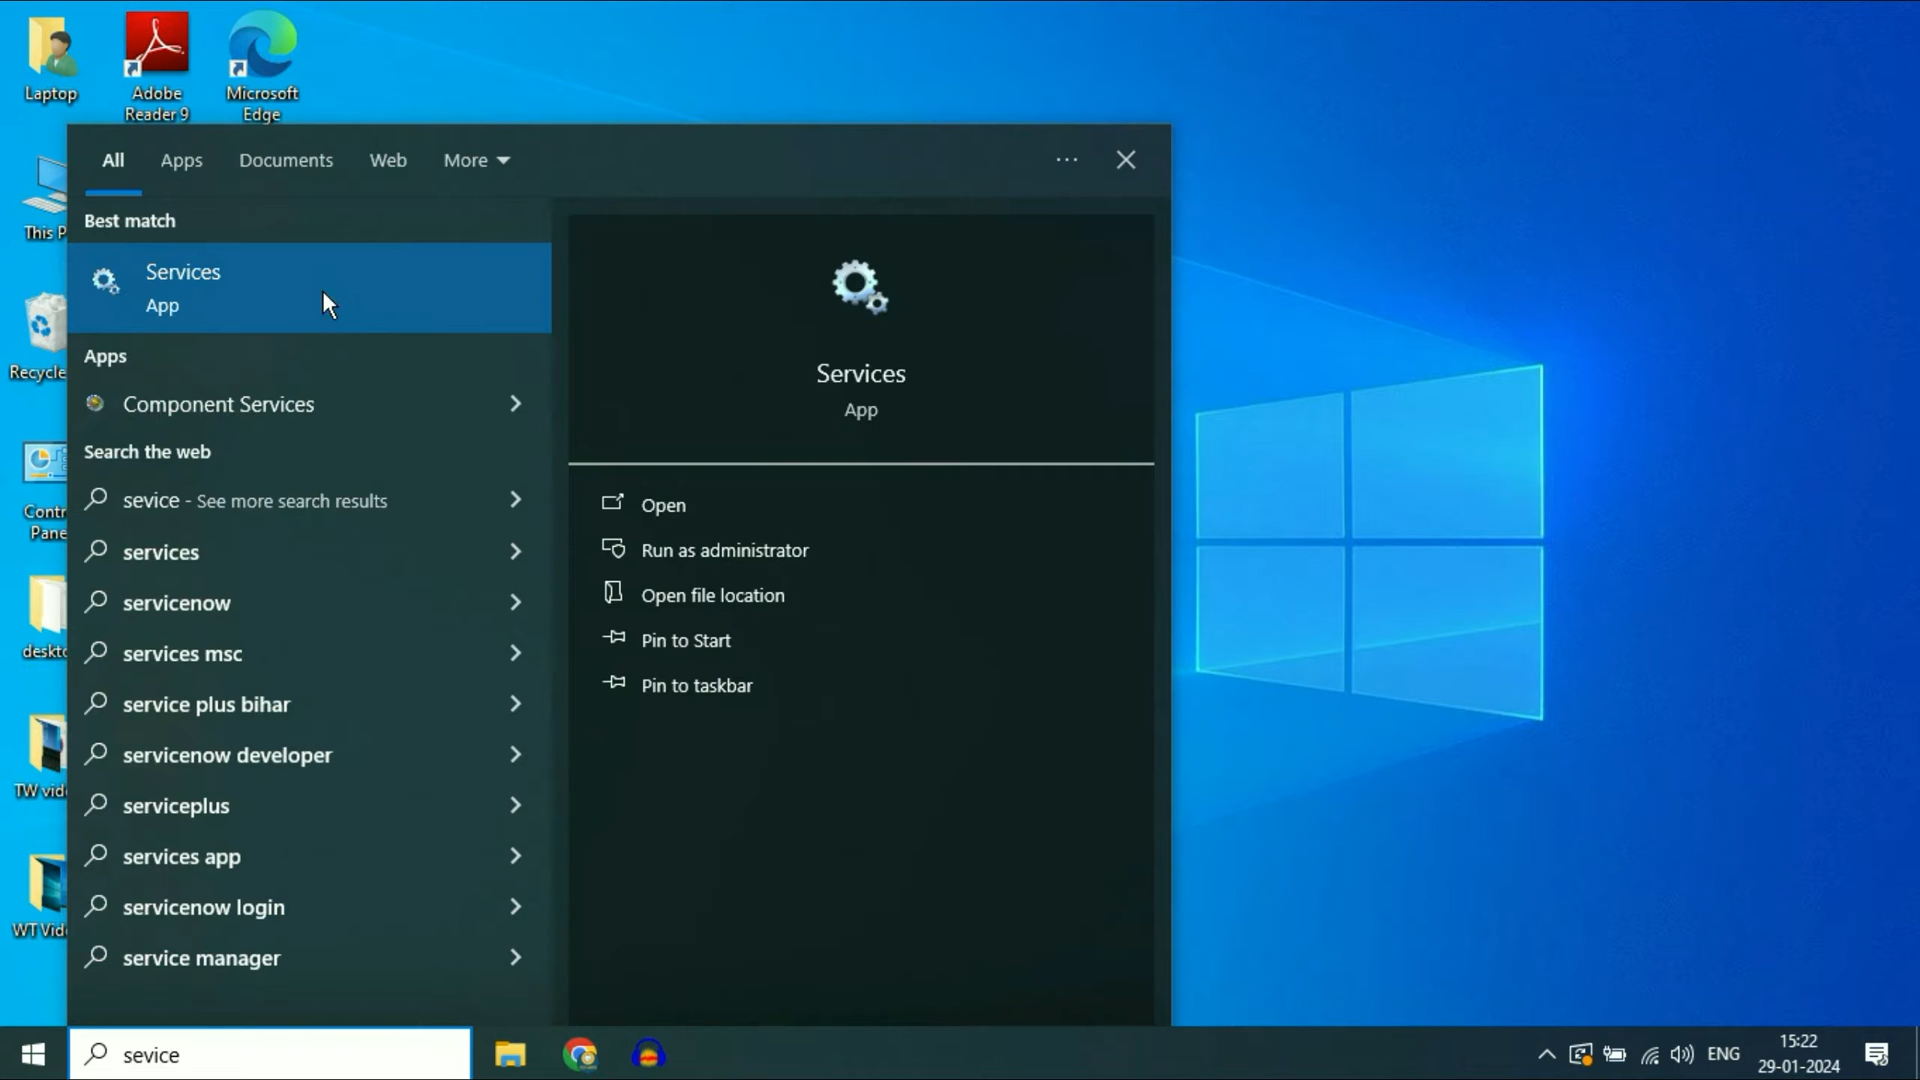 Laptop
Adobe
Reader 9
Microsoft
Edge
All
Apps
Documents
Web
More
Best match
Services
App
Apps
Component Services
Search the web
sevice - See more search results
services
servicenow
services msc
service plus bihar
servicenow developer
serviceplus
services app
servicenow login
service manager
Services
App
Open
Run as administrator
Open file location
Pin to Start
Pin to taskbar
This P
Recycle
Contr
Pane
deskto
TW vid
WT Vid
sevice
ENG
15:22
29-01-2024